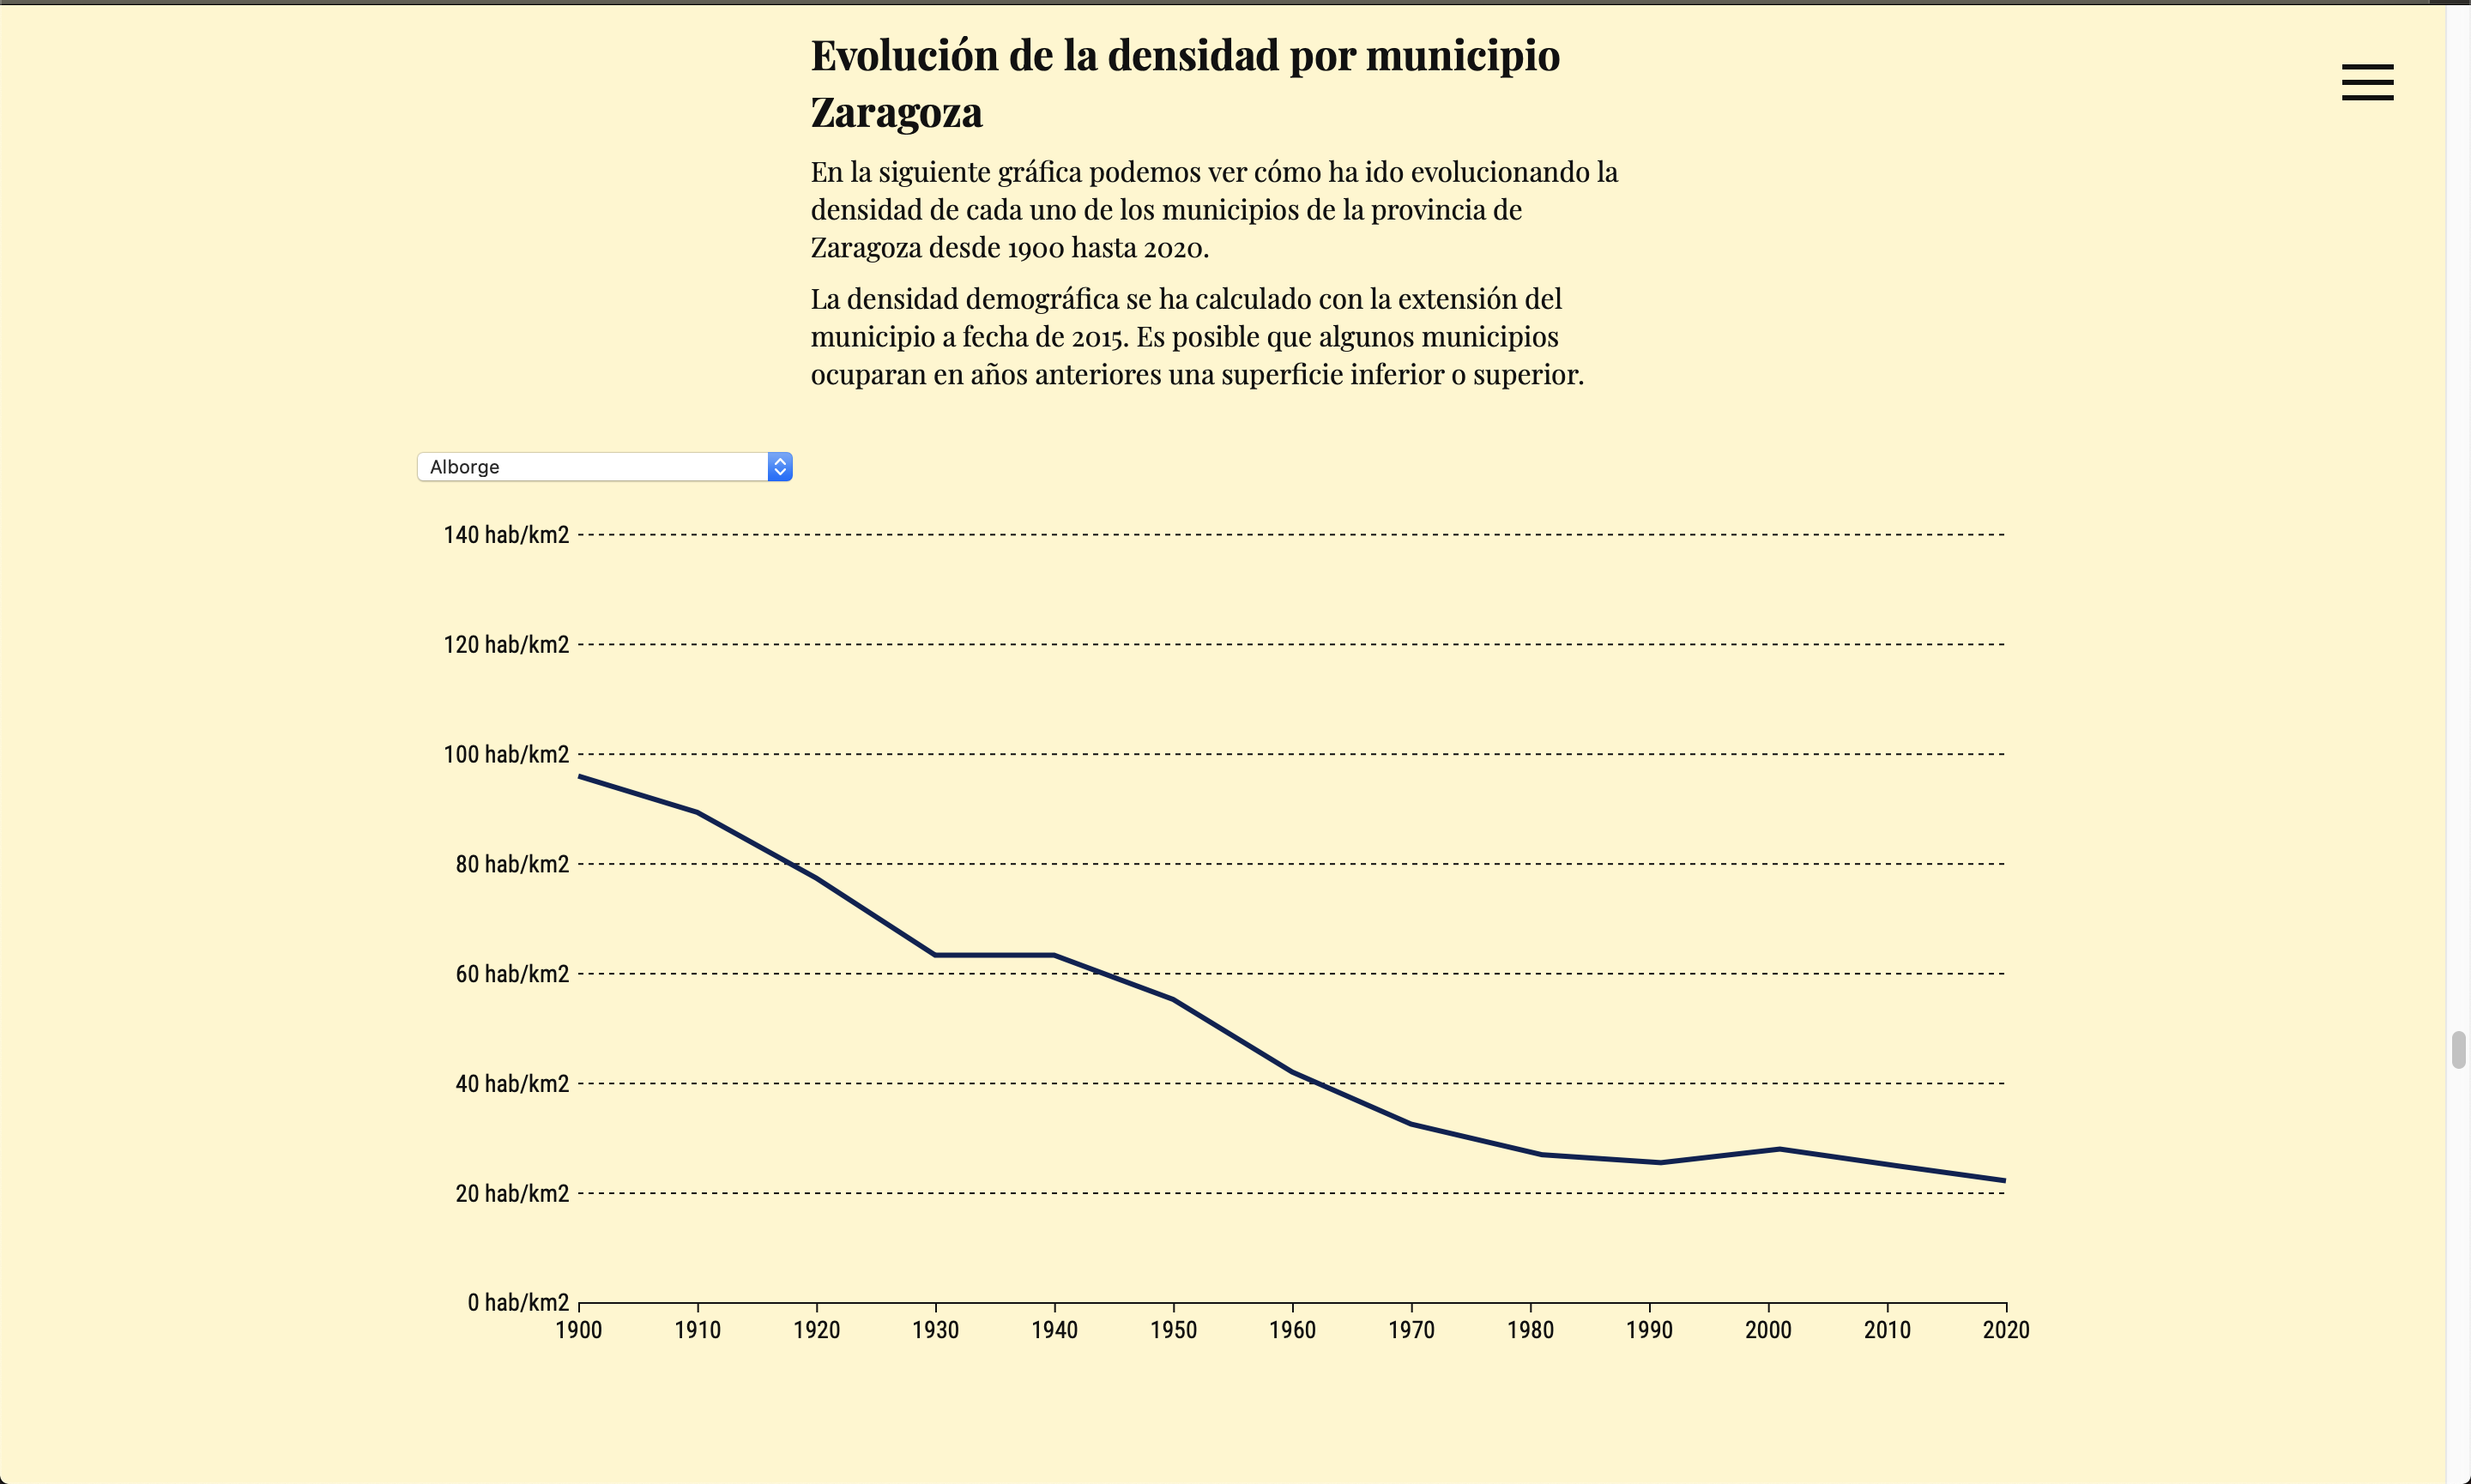 Evolución de la densidad por municipio
Zaragoza
En la siguiente gráfica podemos ver cómo ha ido evolucionando la
densidad de cada uno de los municipios de la provincia de
Zaragoza desde 1900 hasta 2020.
La densidad demográfica se ha calculado con la extensión del
municipio a fecha de 2015. Es posible que algunos municipios
ocuparan en años anteriores una superficie inferior o superior.
Alborge
140 hab/km2
120 hab/km2
100 hab/km2
80 hab/km2
60 hab/km2
40 hab/km2
20 hab/km2
0 hab/km2
1900 1910 1920 1930 1940 1950 1960 1970 1980 1990 2000 2010 2020